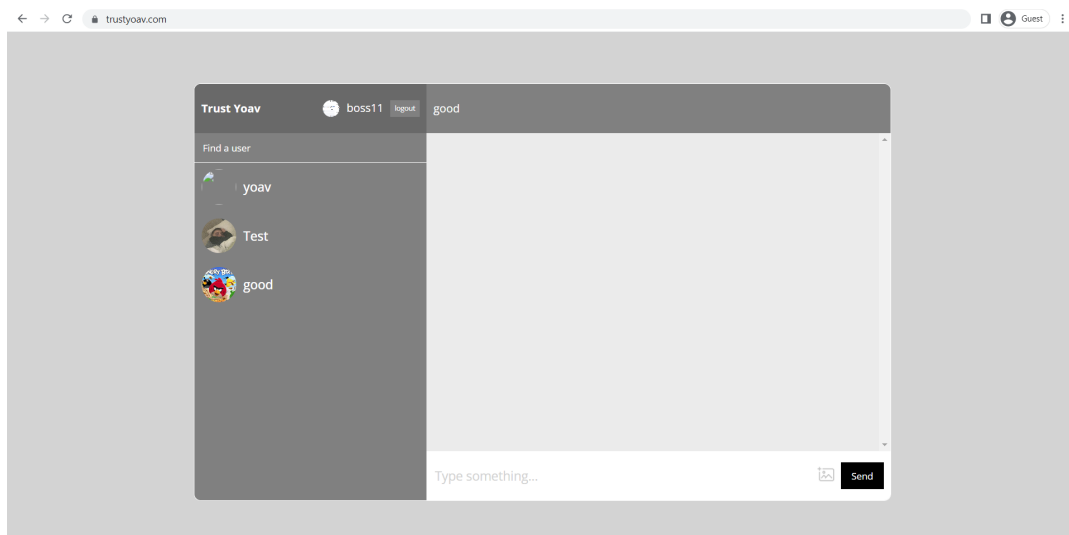 trustyoav.com
Guest
Trust Yoav
boss11
logout
good
Find a user
yoav
Test
good
Type something...
Send